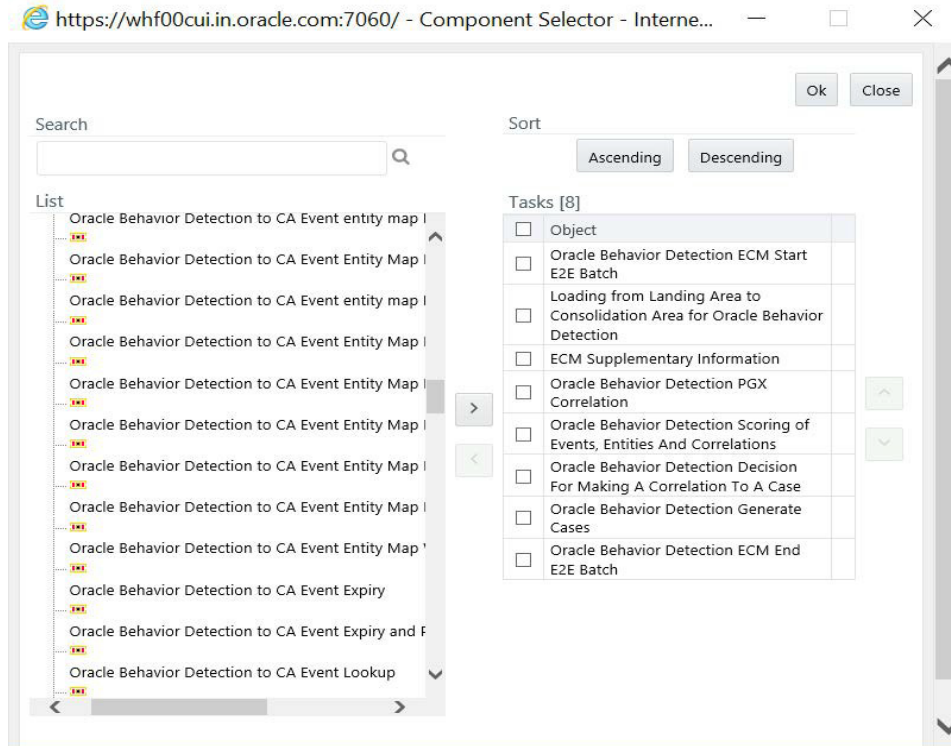 https://whf00cui.in.oracle.com:7060/ - Component Selector - Interne...
Ok
Close
Search
Sort
Ascending
Descending
List
Oracle Behavior Detection to CA Event entity map
Oracle Behavior Detection to CA Event Entity Map
Oracle Behavior Detection to CA Event entity map
Oracle Behavior Detection to CA Event Entity Map
Oracle Behavior Detection to CA Event Entity Map
Oracle Behavior Detection to CA Event Entity Map
Oracle Behavior Detection to CA Event Entity Map
Oracle Behavior Detection to CA Event Entity Map
Oracle Behavior Detection to CA Event Entity Map
Oracle Behavior Detection to CA Event Expiry
Oracle Behavior Detection to CA Event Expiry and
Oracle Behavior Detection to CA Event Lookup
Tasks [8]
Object
Oracle Behavior Detection ECM Start
E2E Batch
Loading from Landing Area to
Consolidation Area for Oracle Behavior
Detection
ECM Supplementary Information
Oracle Behavior Detection PGX
Correlation
Oracle Behavior Detection Scoring of
Events, Entities And Correlations
Oracle Behavior Detection Decision
For Making A Correlation To A Case
Oracle Behavior Detection Generate
Cases
Oracle Behavior Detection ECM End
E2E Batch